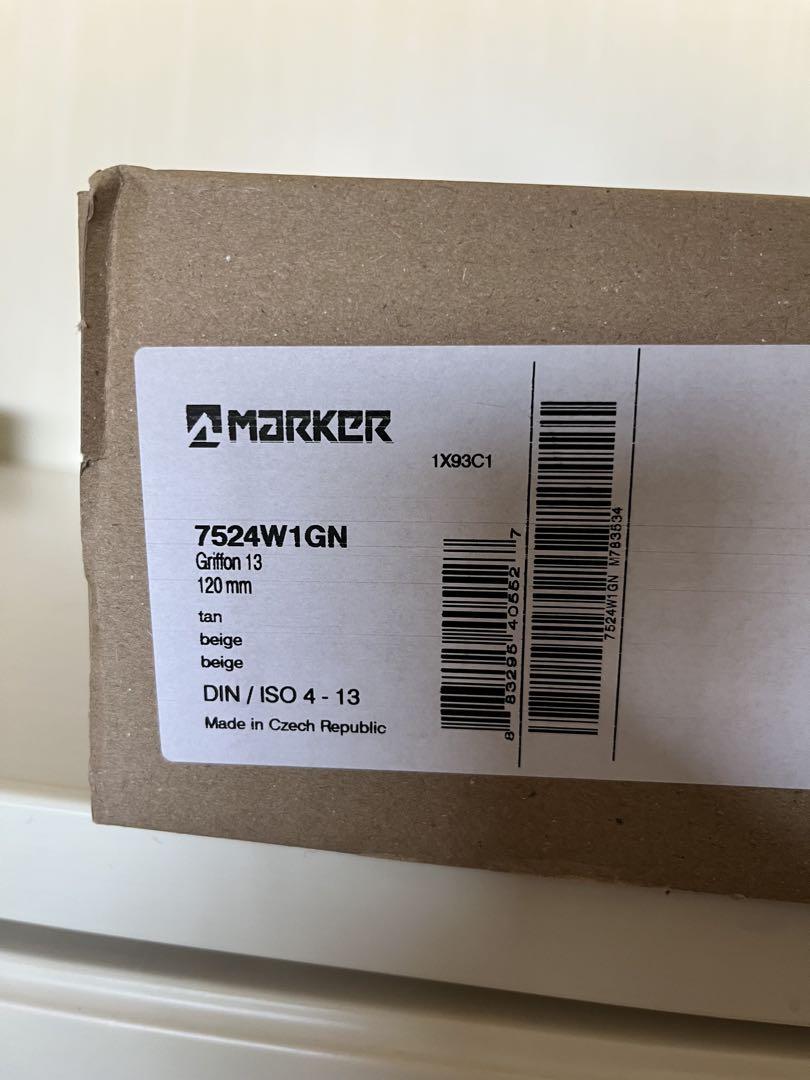 MARKER
1X93C1
7524W1GN
Griffon 13
120 mm
tan
beige
beige
DIN / ISO 4 - 13
Made in Czech Republic
8 83295 40552 7
7524W1GN M783534